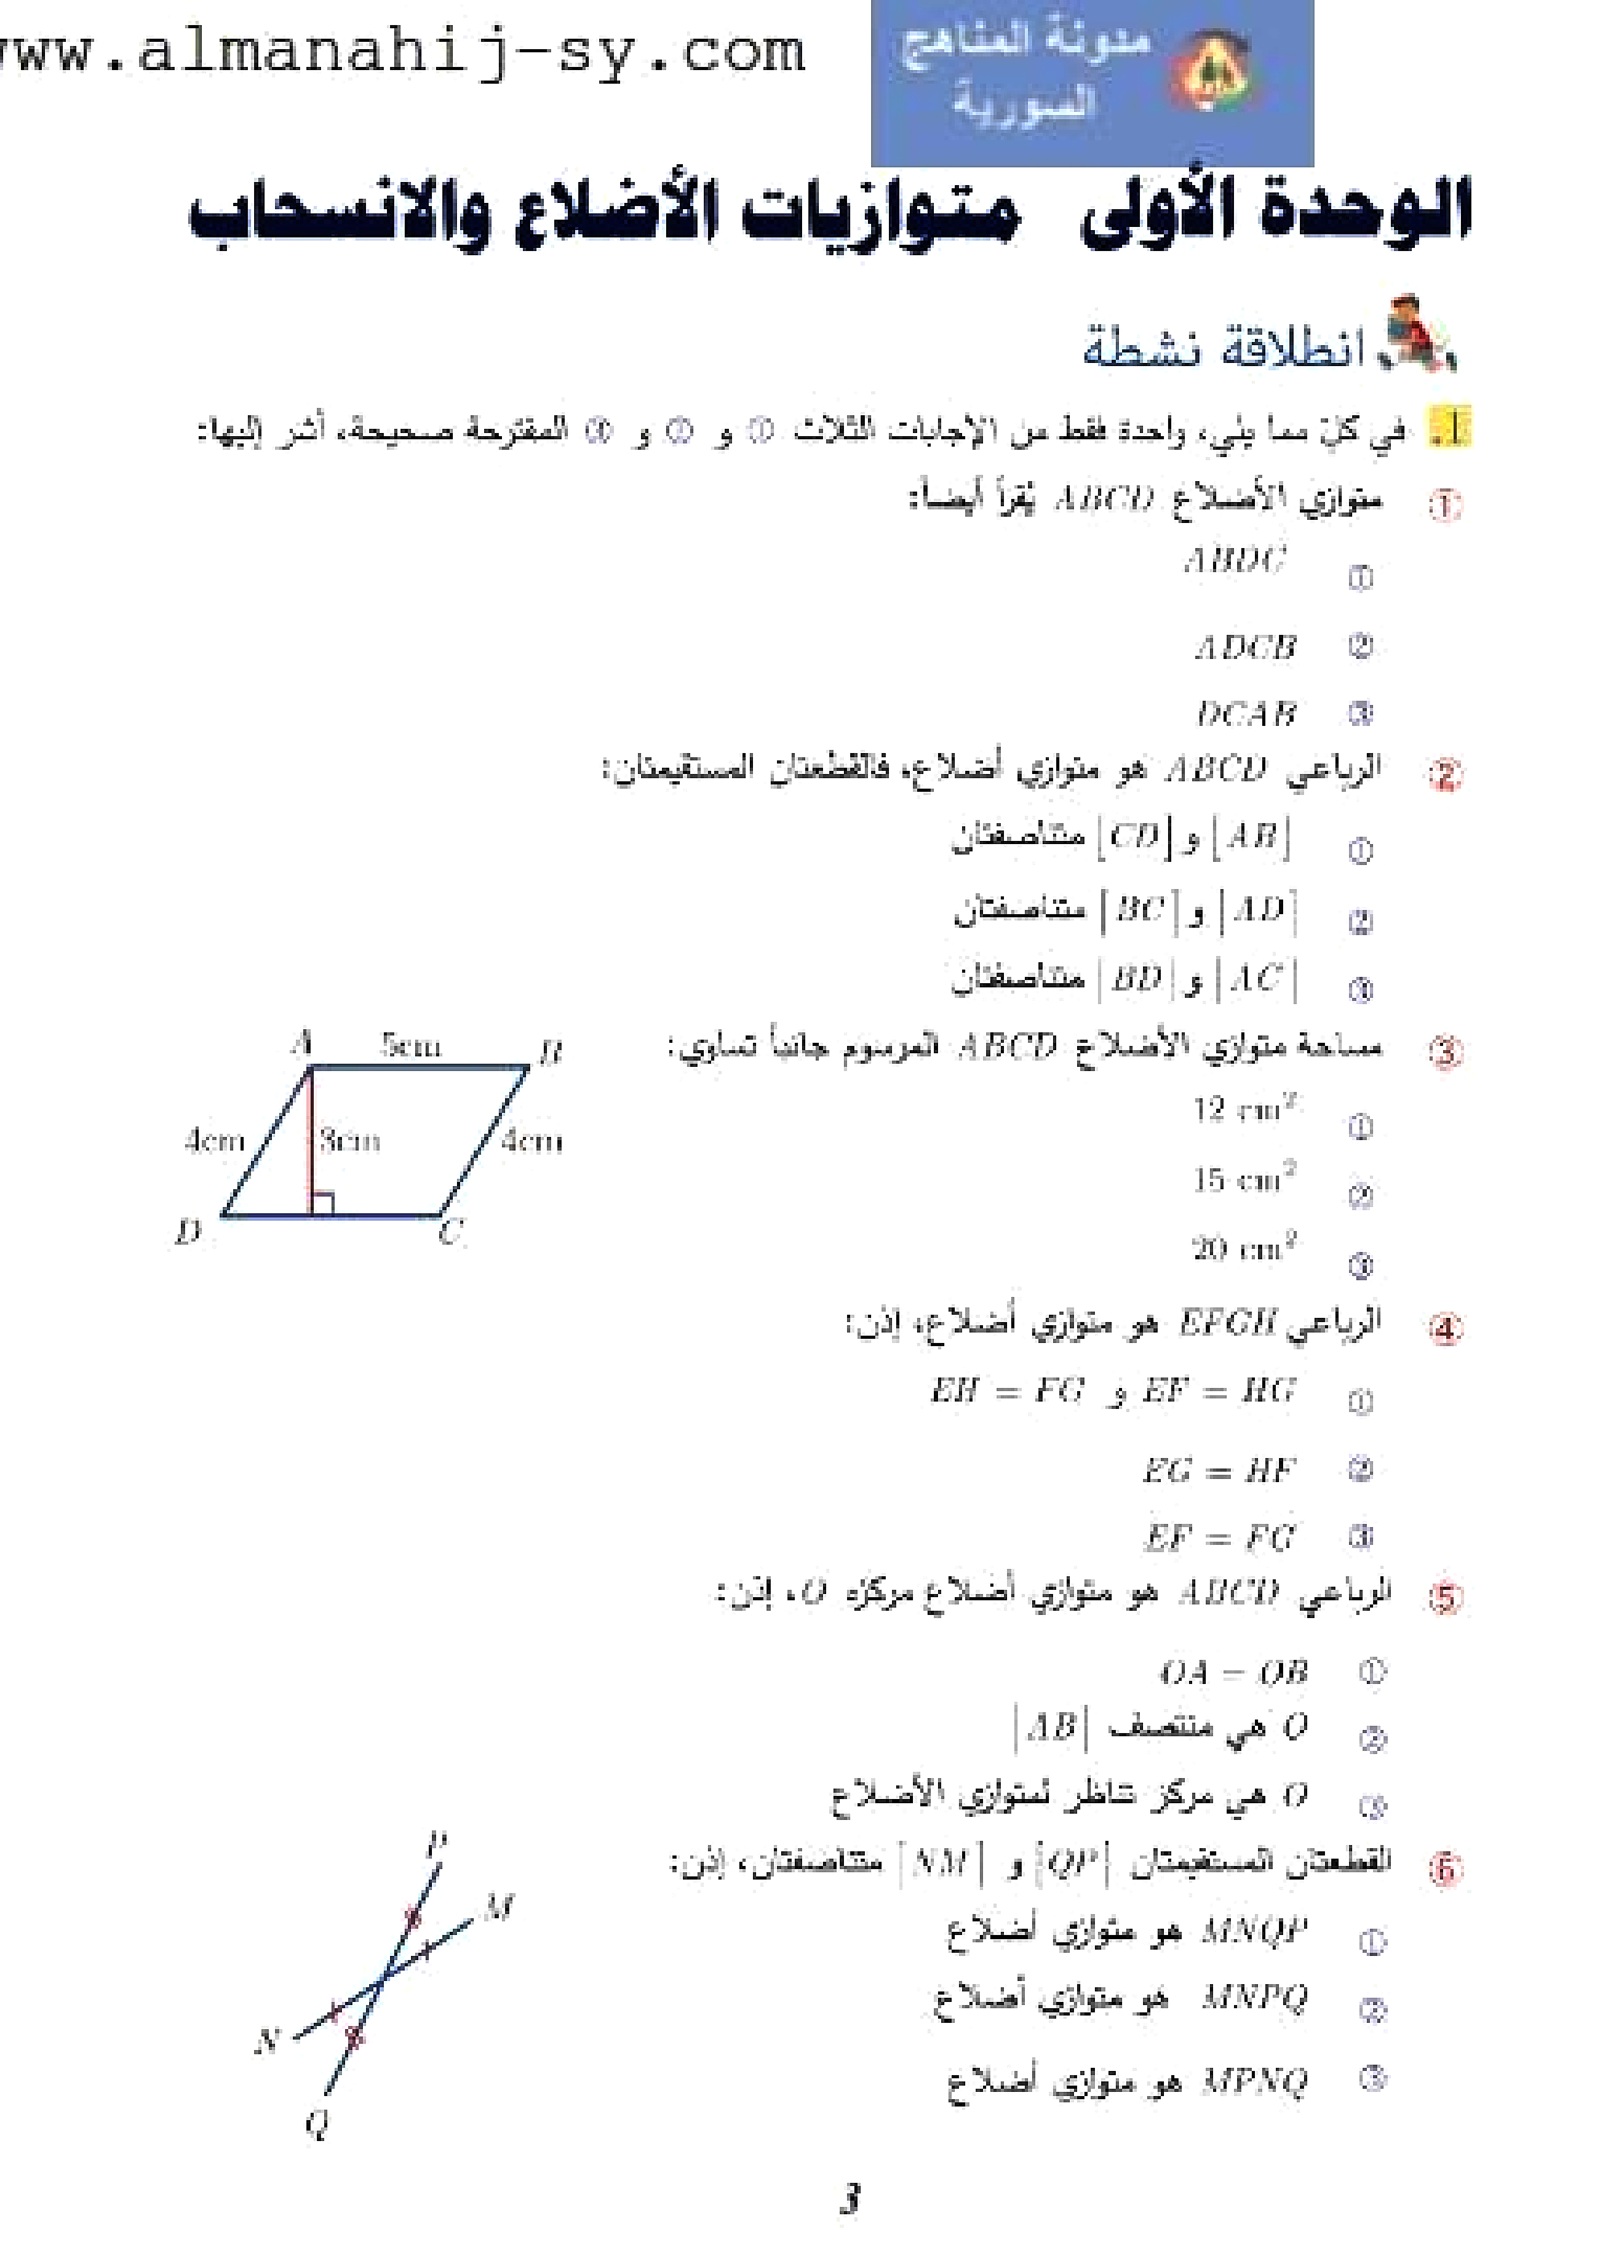 www.almanahij-sy.com
مدونة المناهج
السورية
الوحدة الأولى متوازيات الأضلاع والانسحاب
انطلاقة نشطة
1. في كلّ مما يلي، واحدة فقط من الإجابات الثلاث ① و ② و ③ المقترحة صحيحة، أشر إليها:
① متوازي الأضلاع ABCD يُقرأ أيضاً:
① ABDC
② ADCB
③ DCAB
② الرباعي ABCD هو متوازي أضلاع، فالقطعتان المستقيمتان:
① [AB] و [CD] متناصفتان
② [AD] و [BC] متناصفتان
③ [AC] و [BD] متناصفتان
③ مساحة متوازي الأضلاع ABCD المرسوم جانباً تساوي:
① 12 cm²
② 15 cm²
③ 20 cm²
A 5cm B
4cm 3cm 4cm
D C
④ الرباعي EFGH هو متوازي أضلاع، إذن:
① EF = HG و EH = FG
② EG = HF
③ EF = FG
⑤ الرباعي ABCD هو متوازي أضلاع مركزه O، إذن:
① OA = OB
② O هي منتصف [AB]
③ O هي مركز تناظر لمتوازي الأضلاع
⑥ القطعتان المستقيمتان [QP] و [NM] متناصفتان، إذن:
① MNQP هو متوازي أضلاع
② MNPQ هو متوازي أضلاع
③ MPNQ هو متوازي أضلاع
P
M
N
Q
3